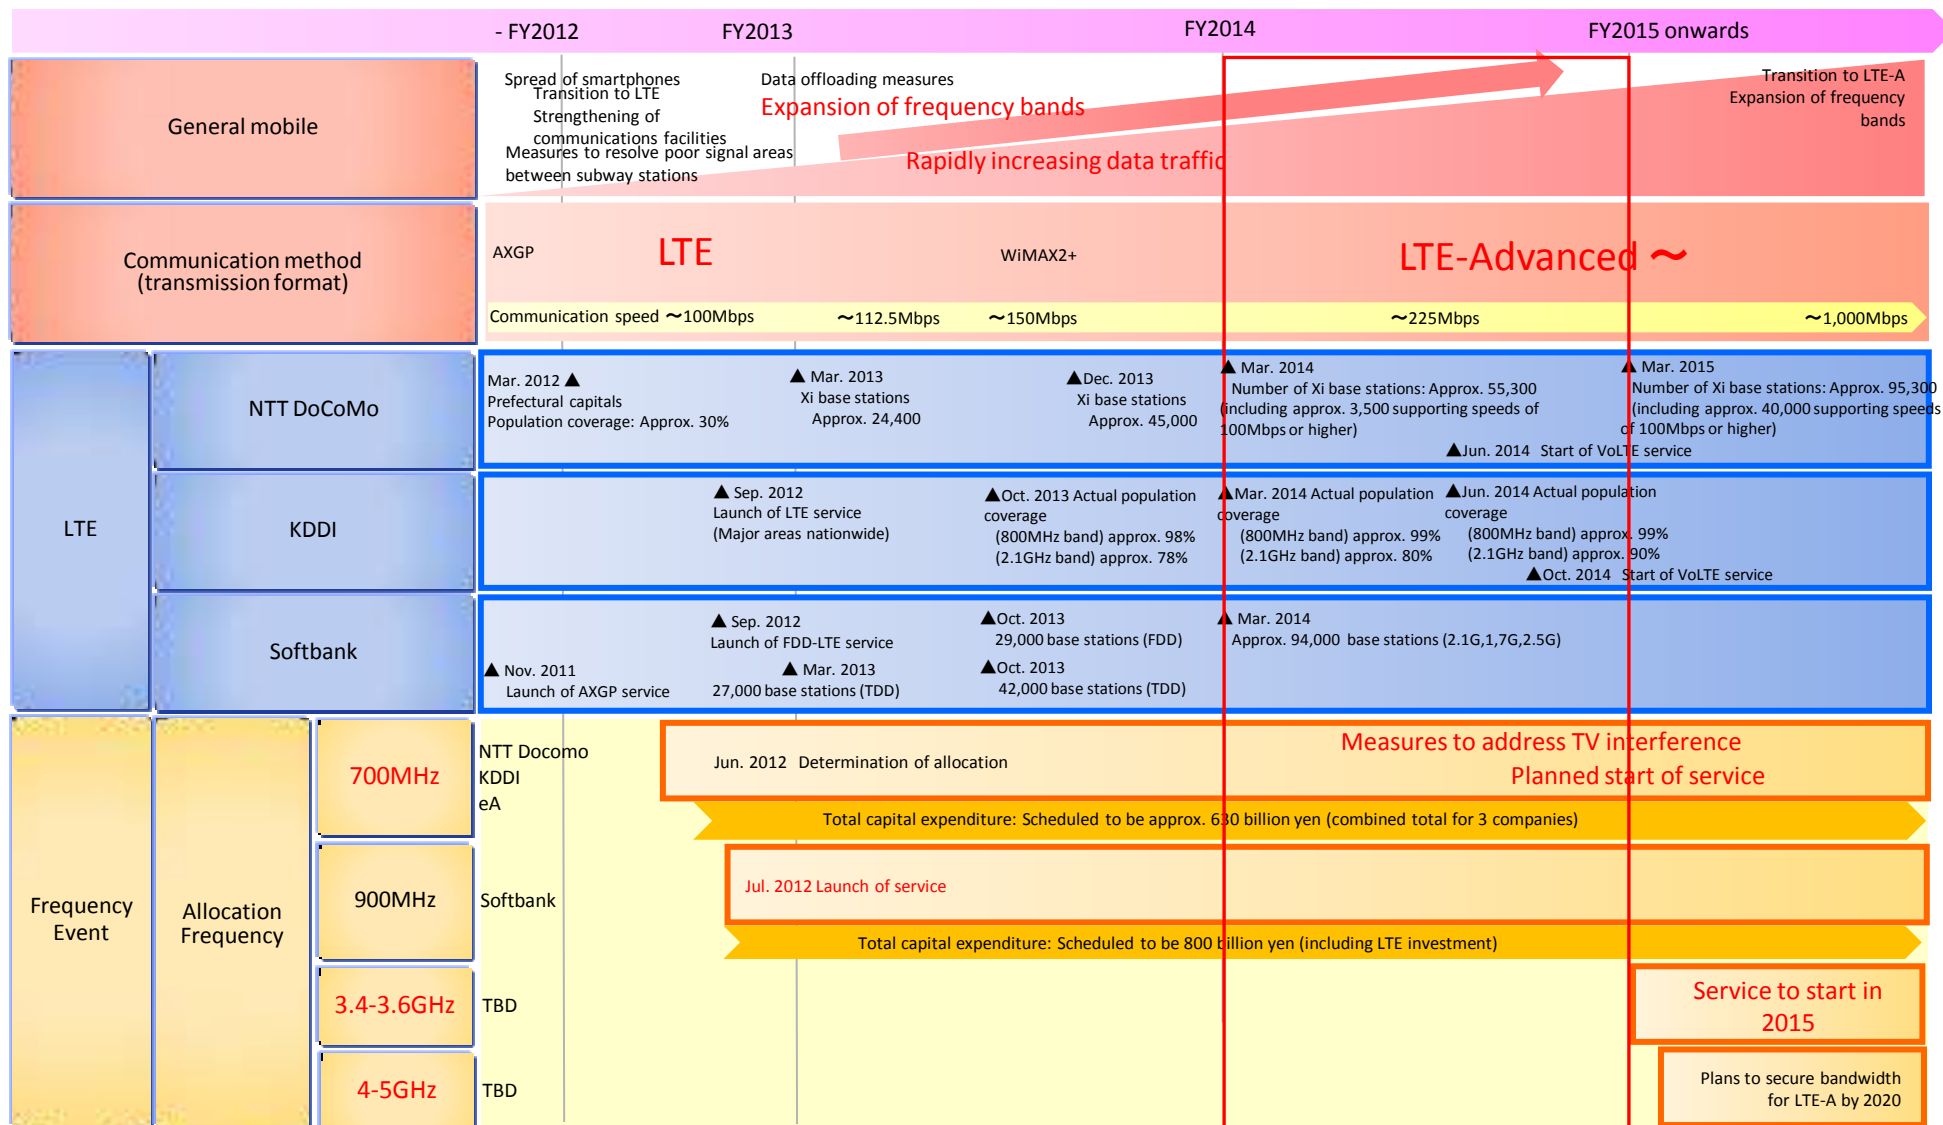 - FY2012
FY2013
FY2014
FY2015 onwards
General mobile
Spread of smartphones
Transition to LTE
Strengthening of
communications facilities
Measures to resolve poor signal areas
between subway stations
Data offloading measures
Expansion of frequency bands
Rapidly increasing data traffic
Transition to LTE-A
Expansion of frequency
bands
Communication method
(transmission format)
AXGP
LTE
WiMAX2+
LTE-Advanced ~
Communication speed ~100Mbps
~112.5Mbps
~150Mbps
~225Mbps
~1,000Mbps
LTE
NTT DoCoMo
Mar. 2012 ▲
Prefectural capitals
Population coverage: Approx. 30%
▲ Mar. 2013
Xi base stations
Approx. 24,400
▲Dec. 2013
Xi base stations
Approx. 45,000
▲ Mar. 2014
Number of Xi base stations: Approx. 55,300
(including approx. 3,500 supporting speeds of
100Mbps or higher)
▲Jun. 2014 Start of VoLTE service
▲ Mar. 2015
Number of Xi base stations: Approx. 95,300
(including approx. 40,000 supporting speeds
of 100Mbps or higher)
KDDI
▲ Sep. 2012
Launch of LTE service
(Major areas nationwide)
▲Oct. 2013 Actual population
coverage
(800MHz band) approx. 98%
(2.1GHz band) approx. 78%
▲Mar. 2014 Actual population
coverage
(800MHz band) approx. 99%
(2.1GHz band) approx. 80%
▲Jun. 2014 Actual population
coverage
(800MHz band) approx. 99%
(2.1GHz band) approx. 90%
▲Oct. 2014 Start of VoLTE service
Softbank
▲ Nov. 2011
Launch of AXGP service
▲ Sep. 2012
Launch of FDD-LTE service
▲ Mar. 2013
27,000 base stations (TDD)
▲Oct. 2013
29,000 base stations (FDD)
▲Oct. 2013
42,000 base stations (TDD)
▲ Mar. 2014
Approx. 94,000 base stations (2.1G,1,7G,2.5G)
Frequency
Event
Allocation
Frequency
700MHz
NTT Docomo
KDDI
eA
Jun. 2012 Determination of allocation
Measures to address TV interference
Planned start of service
Total capital expenditure: Scheduled to be approx. 630 billion yen (combined total for 3 companies)
900MHz
Softbank
Jul. 2012 Launch of service
Total capital expenditure: Scheduled to be 800 billion yen (including LTE investment)
3.4-3.6GHz
TBD
Service to start in
2015
4-5GHz
TBD
Plans to secure bandwidth
for LTE-A by 2020